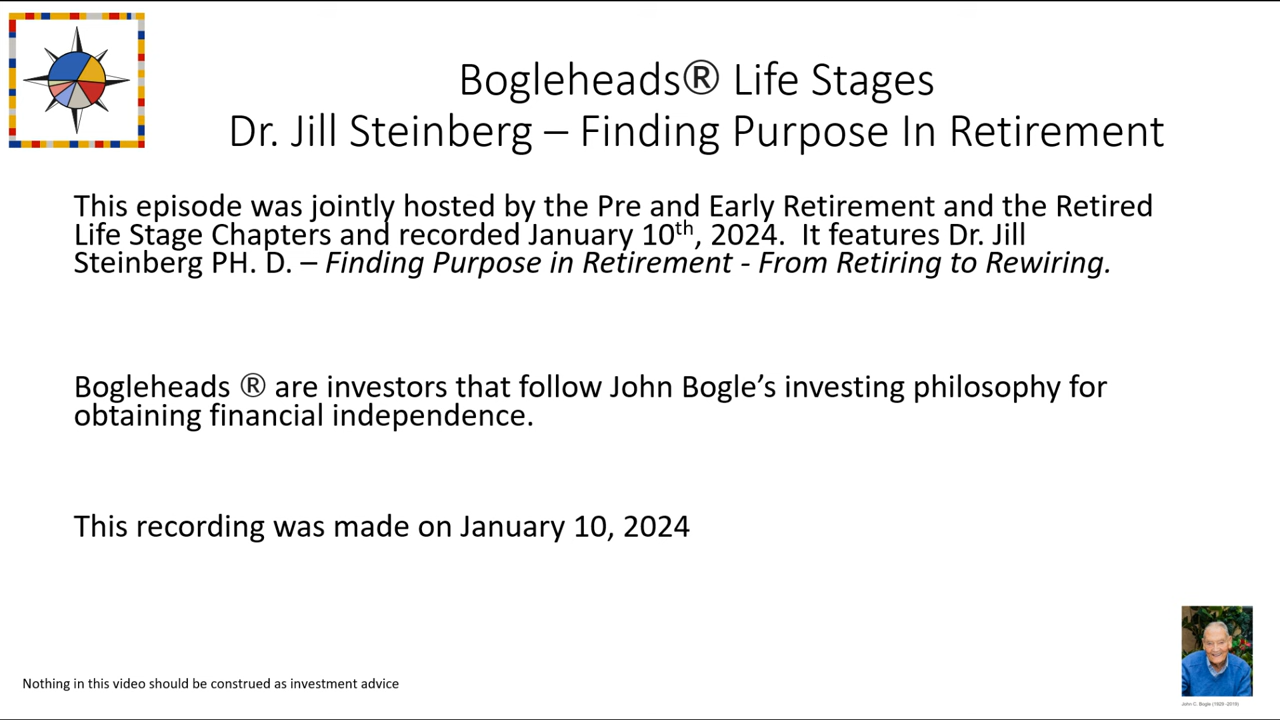 Bogleheads® Life Stages
Dr. Jill Steinberg – Finding Purpose In Retirement
This episode was jointly hosted by the Pre and Early Retirement and the Retired
Life Stage Chapters and recorded January 10th, 2024.  It features Dr. Jill
Steinberg PH. D. – Finding Purpose in Retirement - From Retiring to Rewiring.
Bogleheads ® are investors that follow John Bogle’s investing philosophy for
obtaining financial independence.
This recording was made on January 10, 2024
Nothing in this video should be construed as investment advice
John C. Bogle (1929 -2019)